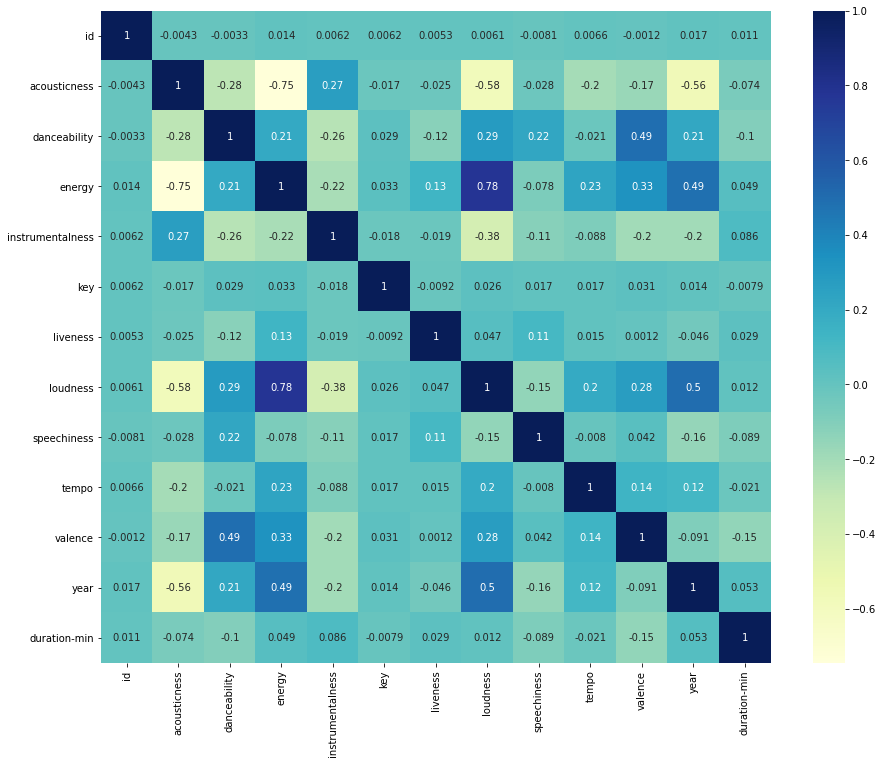 id 1 -0.0043 -0.0033 0.014 0.0062 0.0062 0.0053 0.0061 -0.0081 0.0066 -0.0012 0.017 0.011
acousticness -0.0043 1 -0.28 -0.75 0.27 -0.017 -0.025 -0.58 -0.028 -0.2 -0.17 -0.56 -0.074
danceability -0.0033 -0.28 1 0.21 -0.26 0.029 -0.12 0.29 0.22 -0.021 0.49 0.21 -0.1
energy 0.014 -0.75 0.21 1 -0.22 0.033 0.13 0.78 -0.078 0.23 0.33 0.49 0.049
instrumentalness 0.0062 0.27 -0.26 -0.22 1 -0.018 -0.019 -0.38 -0.11 -0.088 -0.2 -0.2 0.086
key 0.0062 -0.017 0.029 0.033 -0.018 1 -0.0092 0.026 0.017 0.017 0.031 0.014 -0.0079
liveness 0.0053 -0.025 -0.12 0.13 -0.019 -0.0092 1 0.047 0.11 0.015 0.0012 -0.046 0.029
loudness 0.0061 -0.58 0.29 0.78 -0.38 0.026 0.047 1 -0.15 0.2 0.28 0.5 0.012
speechiness -0.0081 -0.028 0.22 -0.078 -0.11 0.017 0.11 -0.15 1 -0.008 0.042 -0.16 -0.089
tempo 0.0066 -0.2 -0.021 0.23 -0.088 0.017 0.015 0.2 -0.008 1 0.14 0.12 -0.021
valence -0.0012 -0.17 0.49 0.33 -0.2 0.031 0.0012 0.28 0.042 0.14 1 -0.091 -0.15
year 0.017 -0.56 0.21 0.49 -0.2 0.014 -0.046 0.5 -0.16 0.12 -0.091 1 0.053
duration-min 0.011 -0.074 -0.1 0.049 0.086 -0.0079 0.029 0.012 -0.089 -0.021 -0.15 0.053 1
id acousticness danceability energy instrumentalness key liveness loudness speechiness tempo valence year duration-min
1.0
0.8
0.6
0.4
0.2
0.0
−0.2
−0.4
−0.6